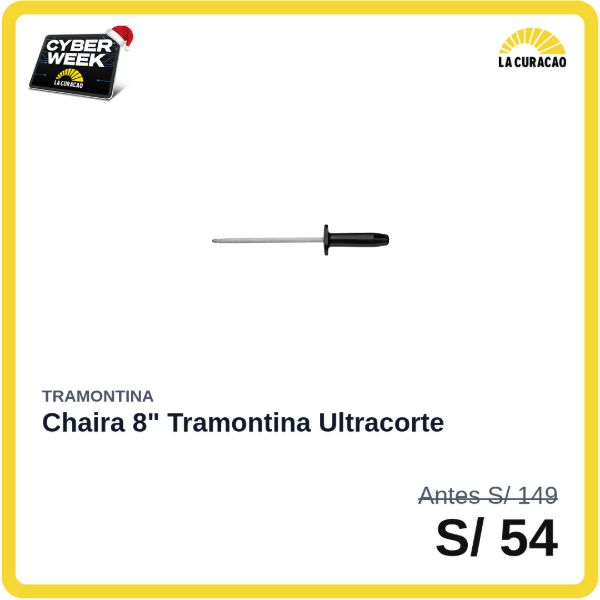 CYBER
WEEK
LA CURACAO
LA CURACAO
TRAMONTINA
Chaira 8" Tramontina Ultracorte
Antes S/ 149
S/ 54